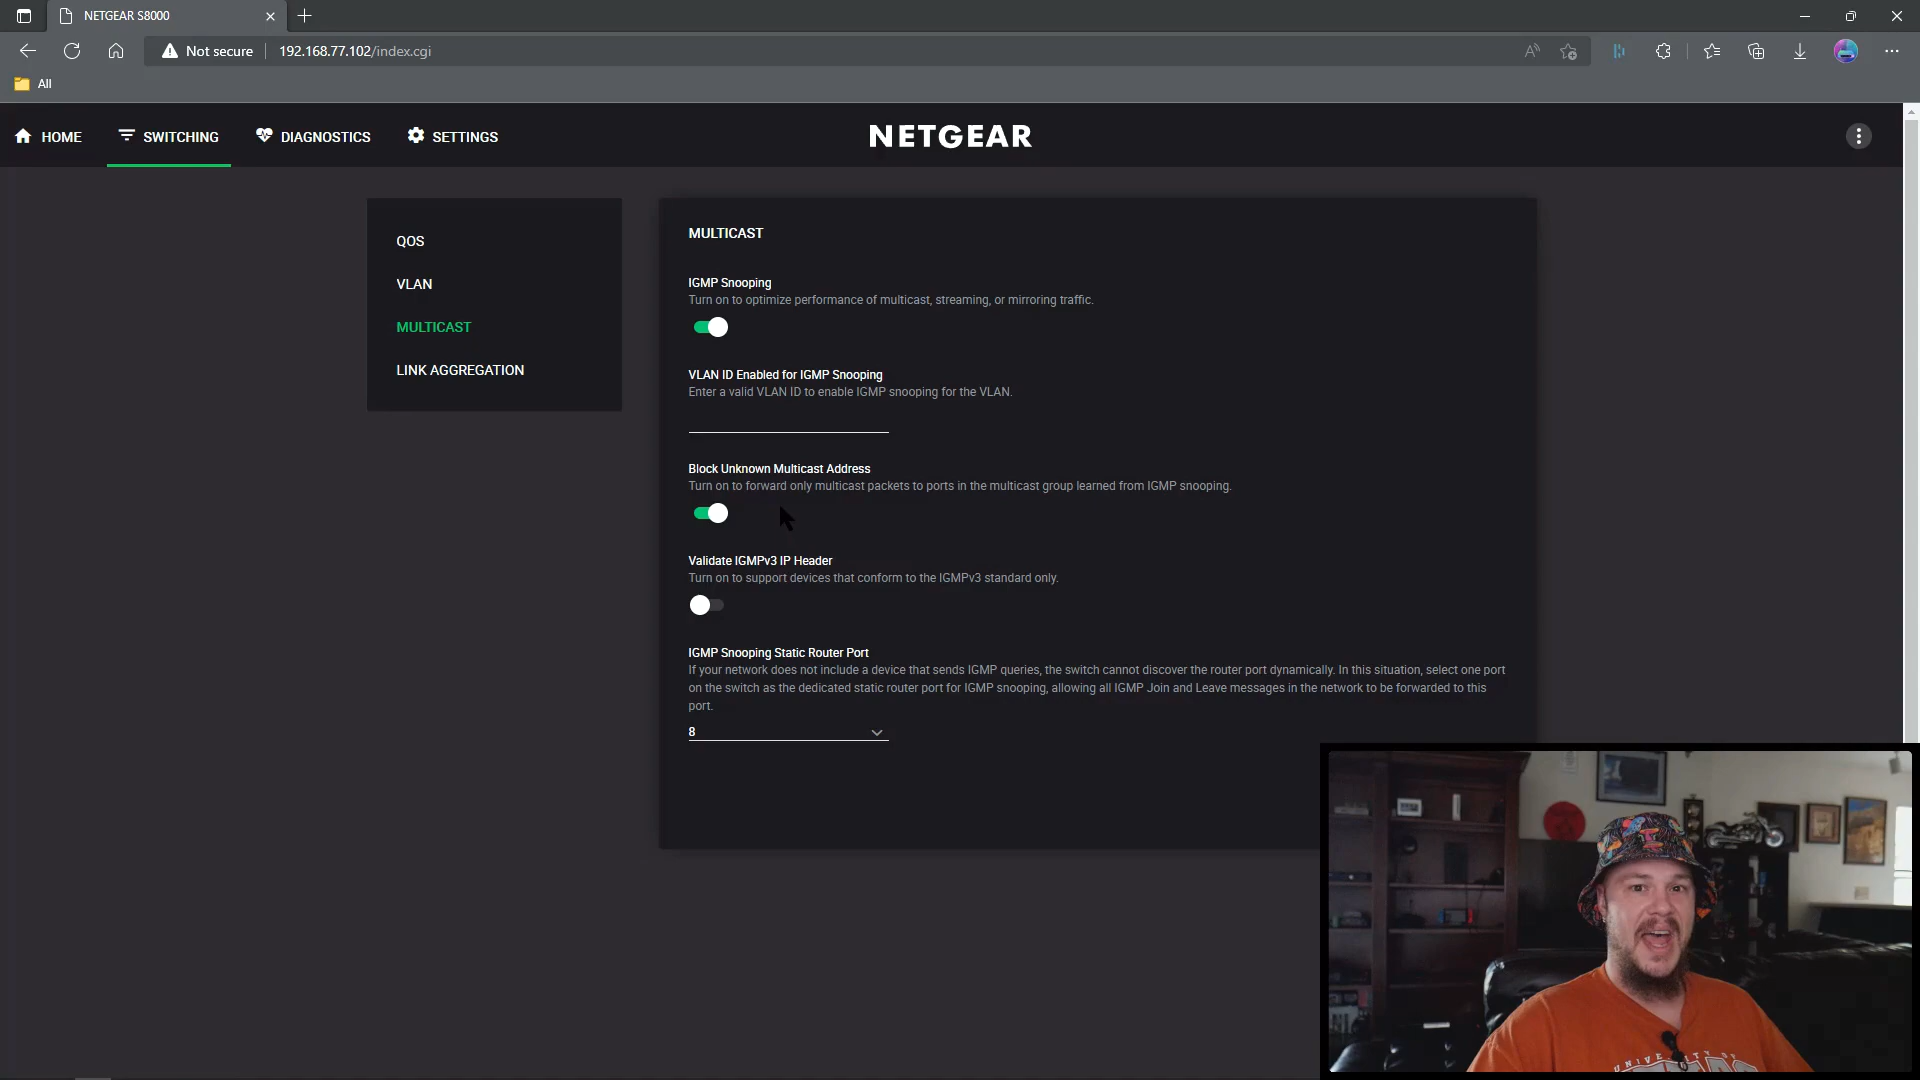 NETGEAR S8000
Not secure
192.168.77.102/index.cgi
All
HOME
SWITCHING
DIAGNOSTICS
SETTINGS
NETGEAR
QOS
VLAN
MULTICAST
LINK AGGREGATION
MULTICAST
IGMP Snooping
Turn on to optimize performance of multicast, streaming, or mirroring traffic.
VLAN ID Enabled for IGMP Snooping
Enter a valid VLAN ID to enable IGMP snooping for the VLAN.
Block Unknown Multicast Address
Turn on to forward only multicast packets to ports in the multicast group learned from IGMP snooping.
Validate IGMPv3 IP Header
Turn on to support devices that conform to the IGMPv3 standard only.
IGMP Snooping Static Router Port
If your network does not include a device that sends IGMP queries, the switch cannot discover the router port dynamically. In this situation, select one port
on the switch as the dedicated static router port for IGMP snooping, allowing all IGMP Join and Leave messages in the network to be forwarded to this
port.
8